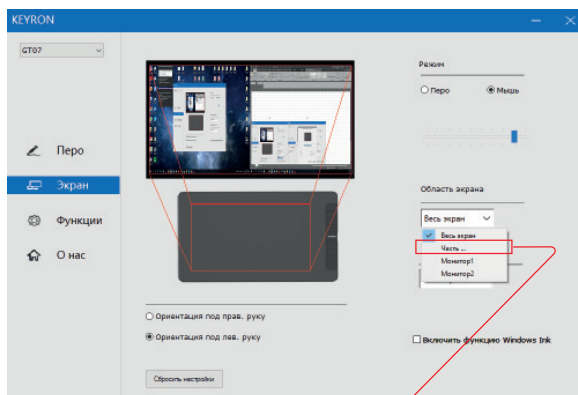 KEYRON
GT07
Перо
Экран
Функции
О нас
Ориентация под прав. руку
Ориентация под лев. руку
Сбросить настройки
Режим
Перо
Мышь
Область экрана
Весь экран
Весь экран
Часть ...
Монитор1
Монитор2
Включить функцию Windows Ink